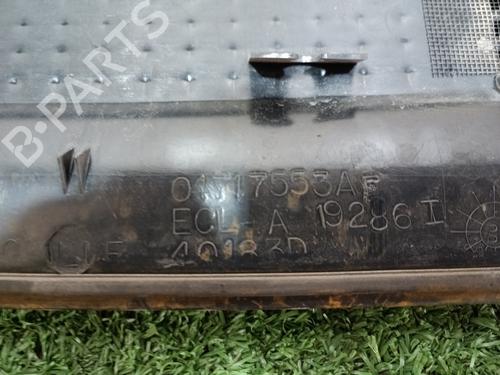 B-PARTS
04717553AF
ECL-A 19286 I
40183D